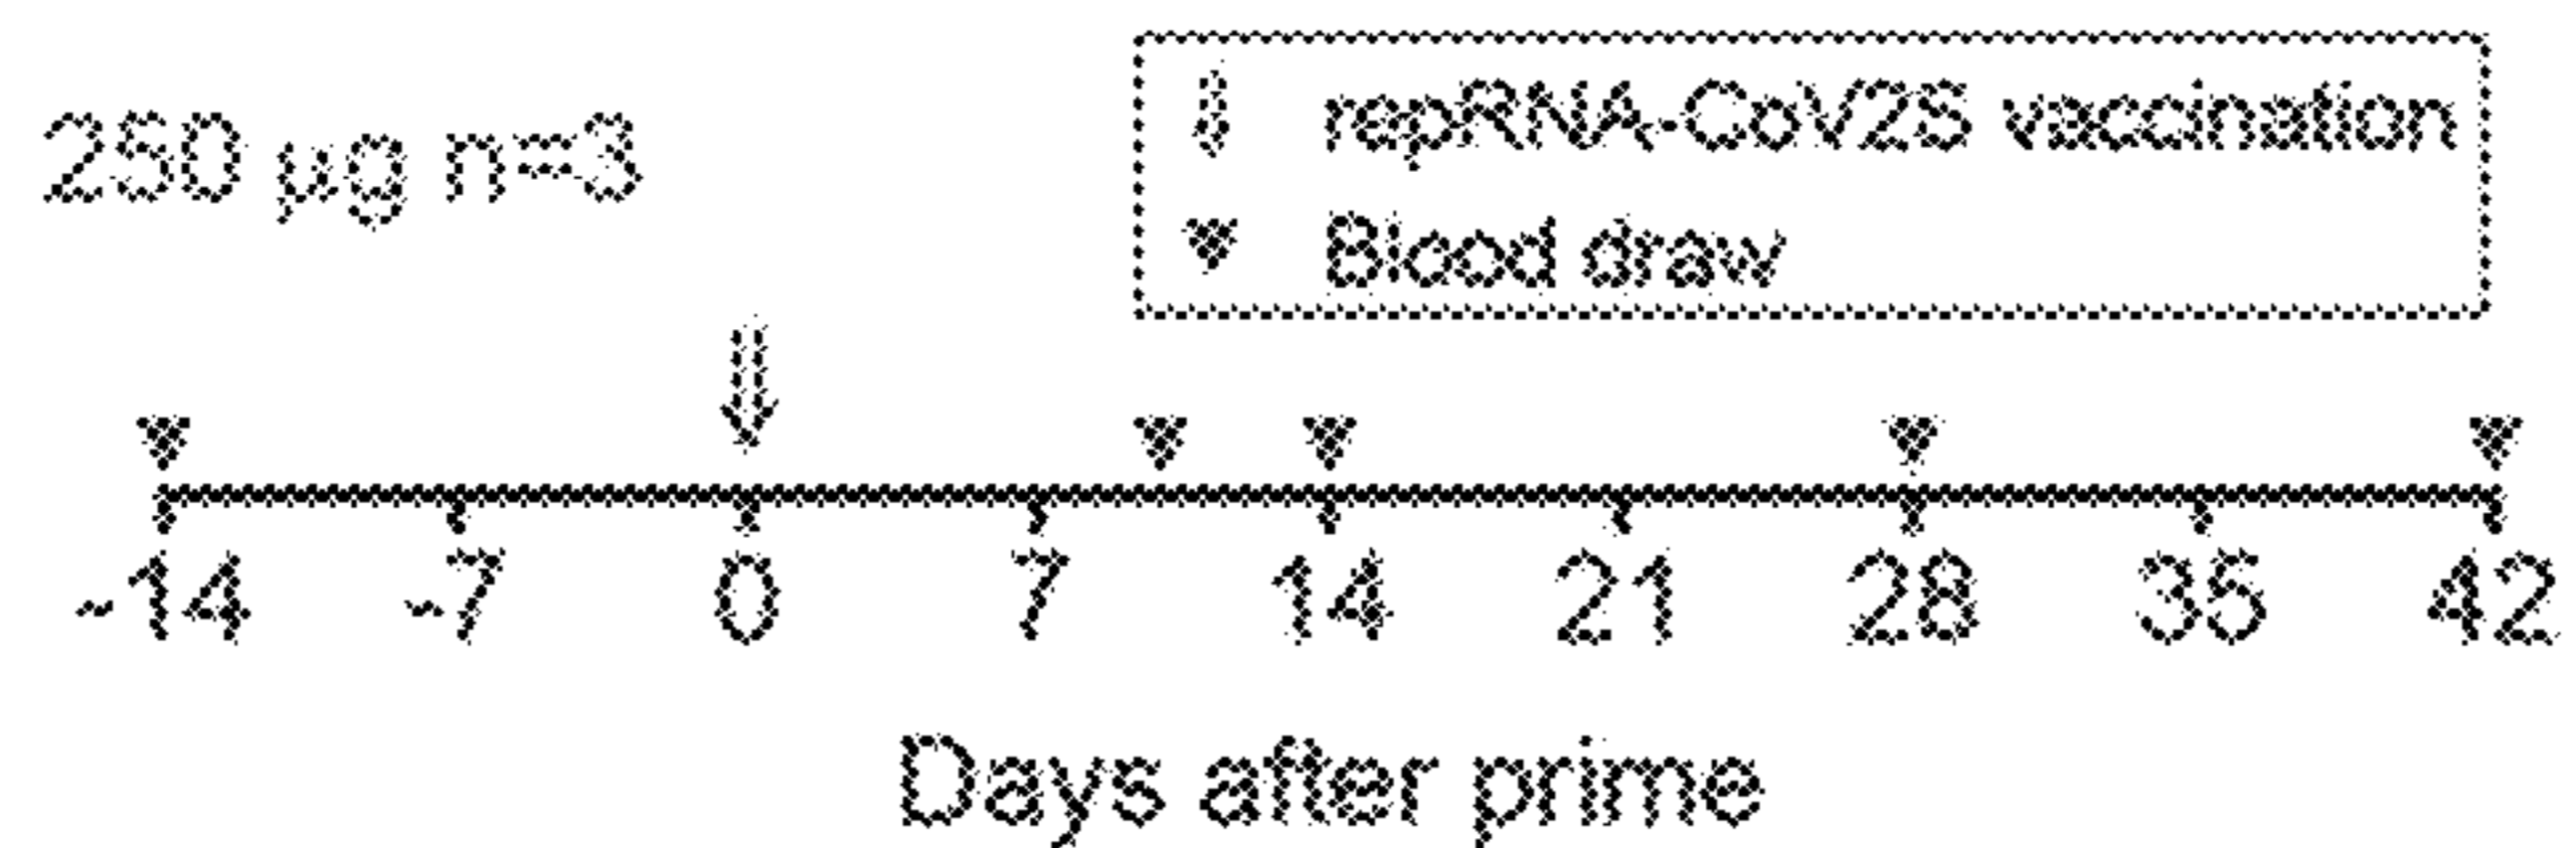 250 µg n=3
repRNA-CoV2S vaccination
Blood draw
-14 -7 0 7 14 21 28 35 42
Days after prime